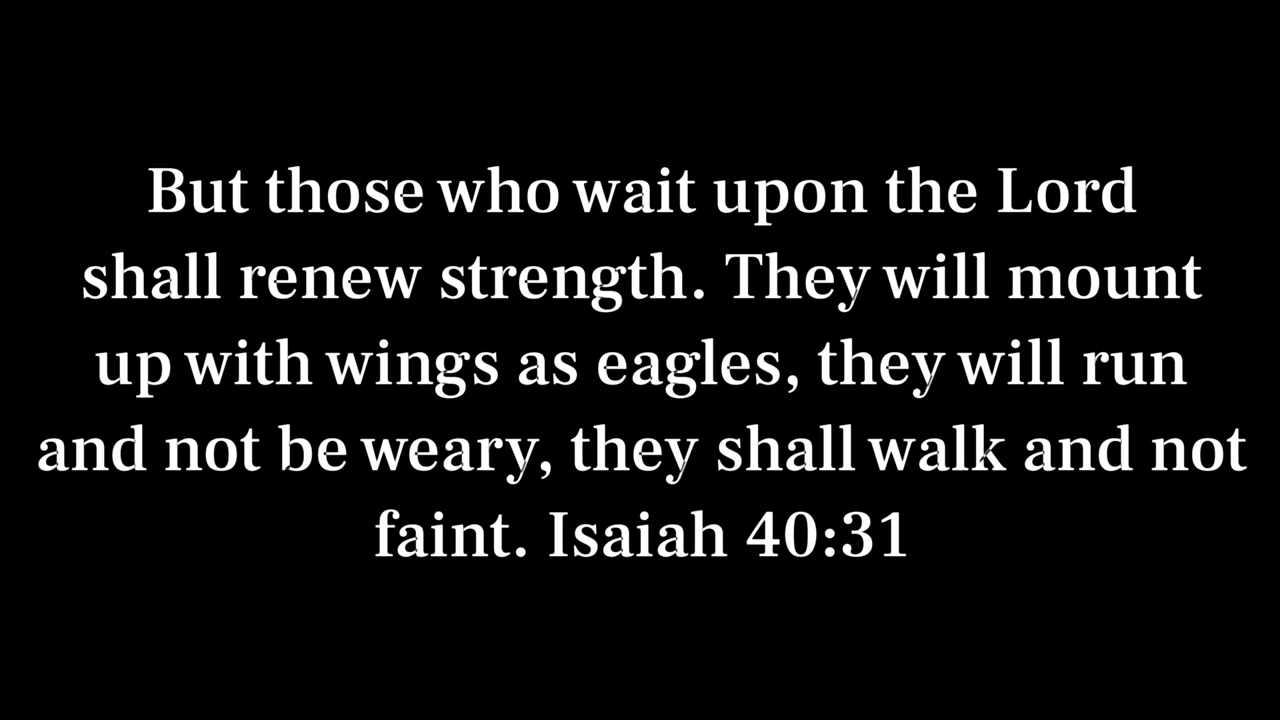 But those who wait upon the Lord
shall renew strength. They will mount
up with wings as eagles, they will run
and not be weary, they shall walk and not
faint. Isaiah 40:31